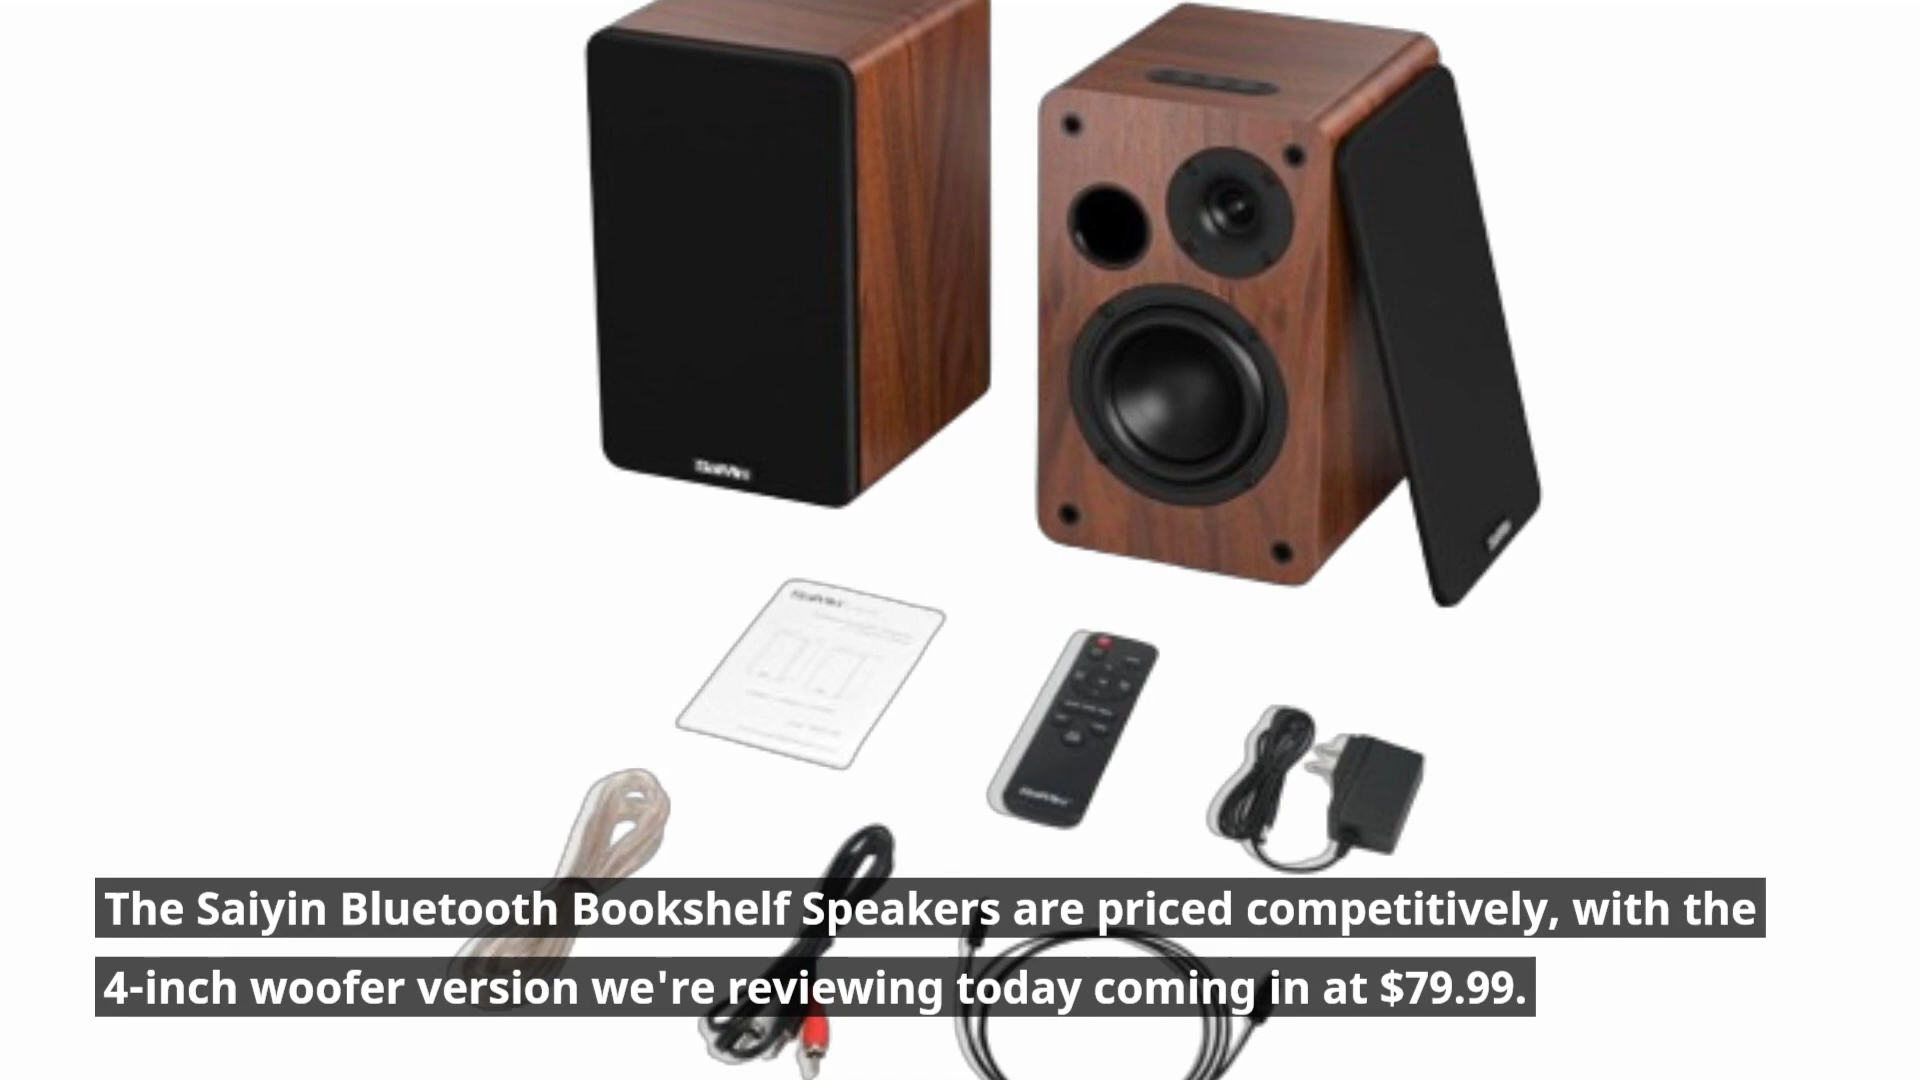 The Saiyin Bluetooth Bookshelf Speakers are priced competitively, with the
4-inch woofer version we're reviewing today coming in at $79.99.